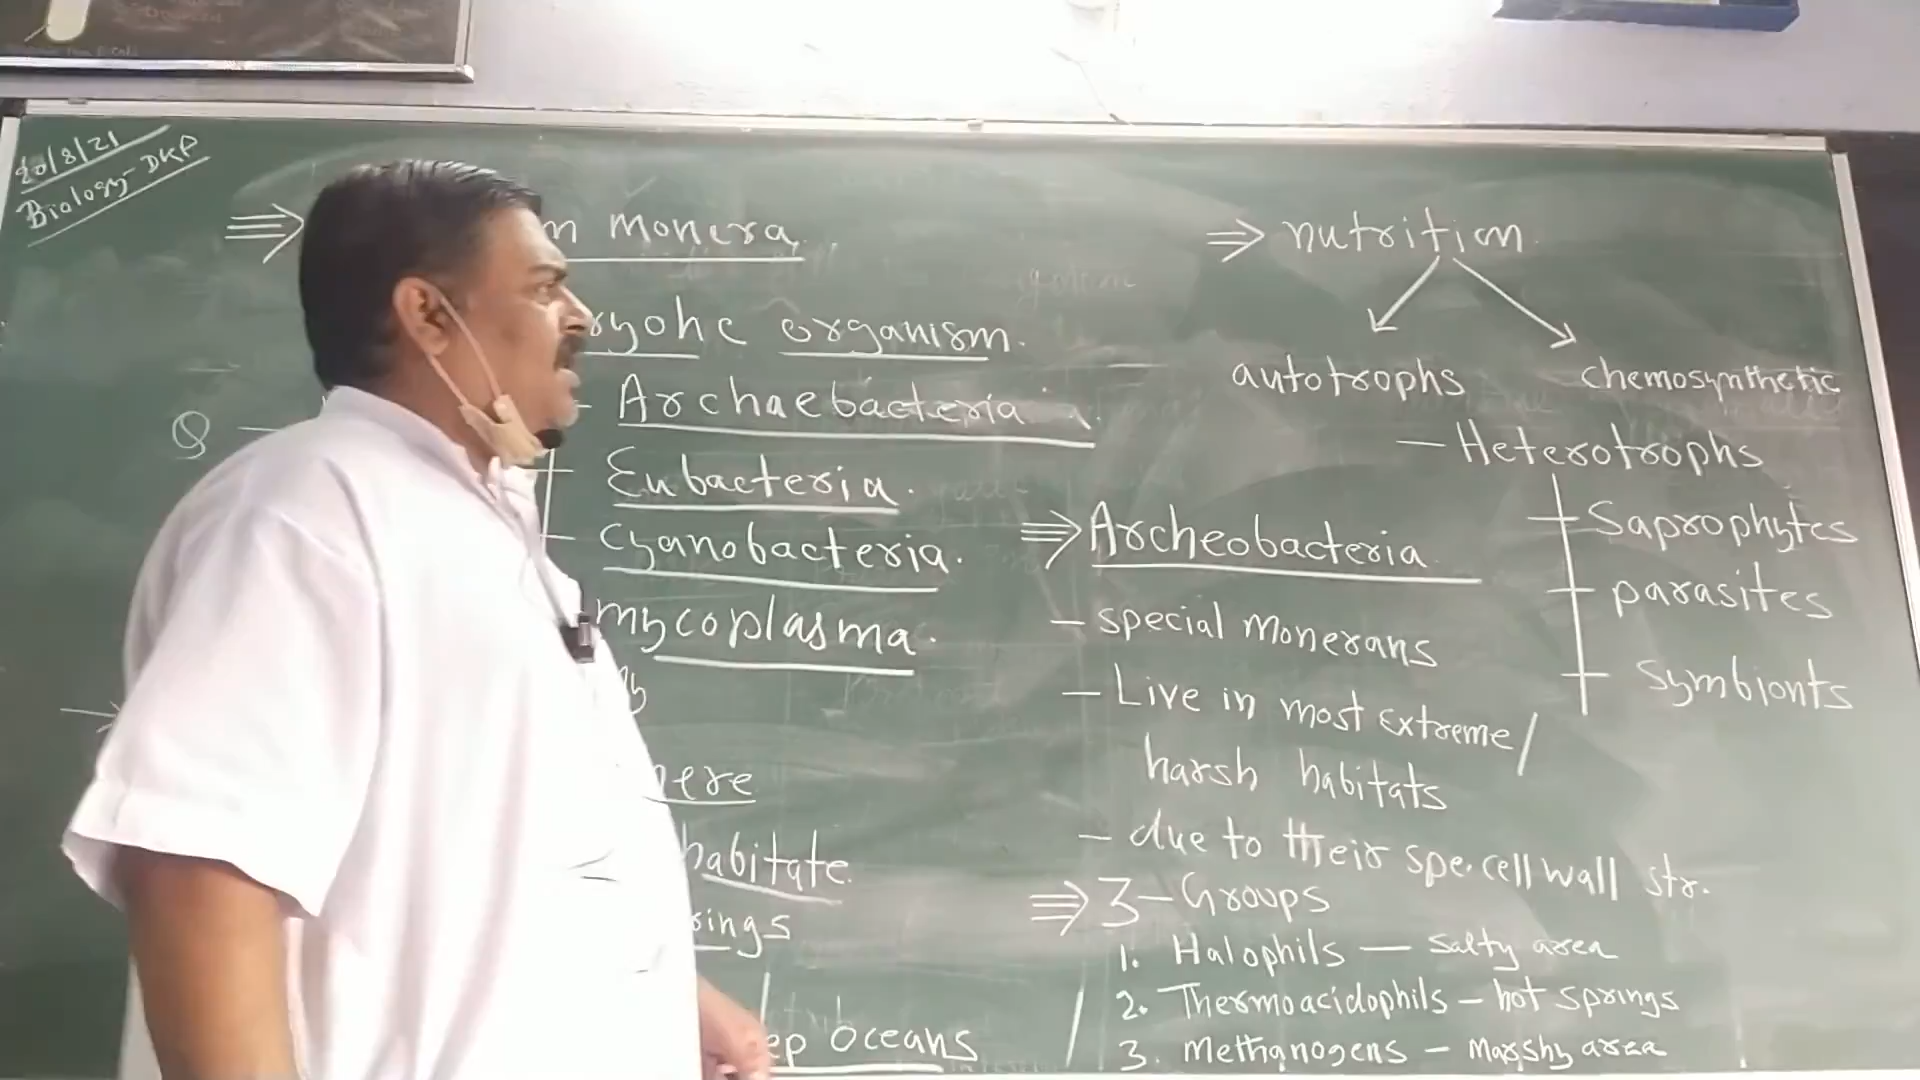 20/8/21
Biology-DKP
⇒ m monera.
ryotic organism.
- Archaebacteria
Eubacteria.
Cyanobacteria.
mycoplasma.
here
habitate.
rings
ep Oceans
⇒ nutrition
autotrophs chemosynthetic
- Heterotrophs
Saprophytes
parasites
Symbionts
⇒ Archeobacteria
- special monerans
- Live in most extreme/
harsh habitats
- due to their spe. cell wall str.
⇒ 3-Groups
1. Halophils - salty area
2. Thermoacidophils - hot springs
3. Methanogens - Marshy area